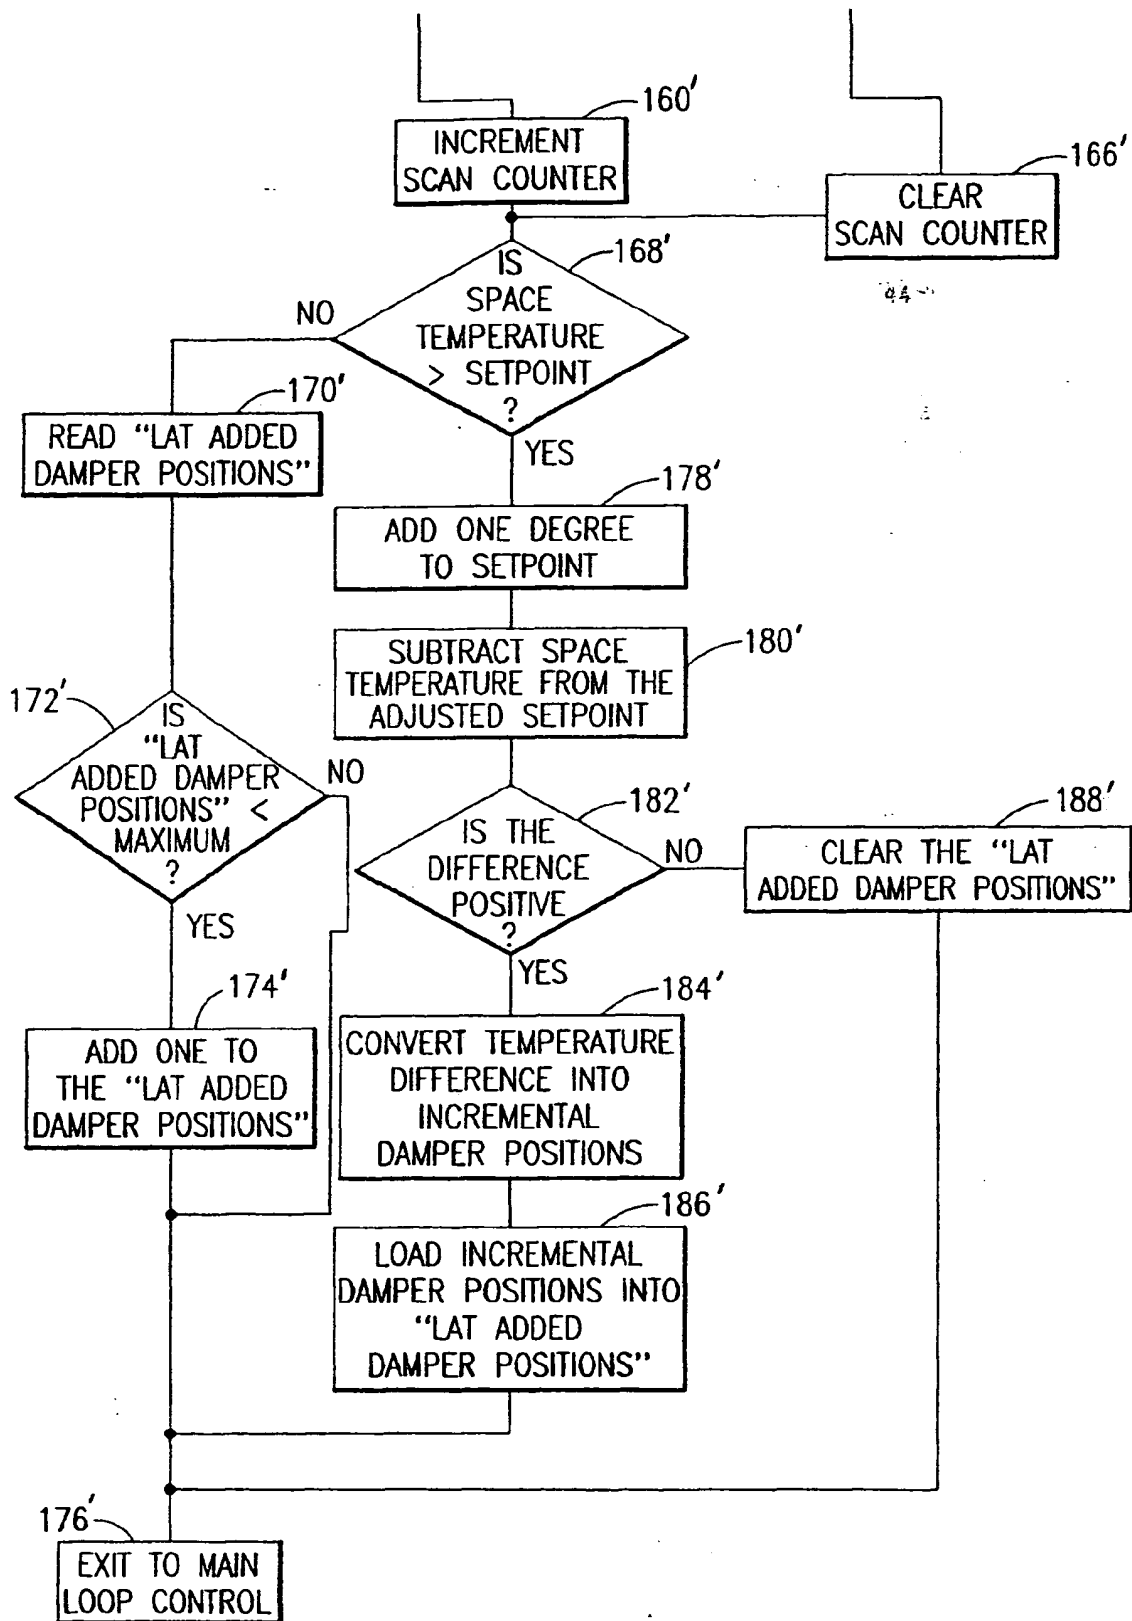 160'
INCREMENT
SCAN COUNTER
166'
CLEAR
SCAN COUNTER
168'
IS
SPACE
TEMPERATURE
> SETPOINT
?
NO
YES
170'
READ “LAT ADDED
DAMPER POSITIONS”
178'
ADD ONE DEGREE
TO SETPOINT
180'
SUBTRACT SPACE
TEMPERATURE FROM THE
ADJUSTED SETPOINT
172'
IS
“LAT
ADDED DAMPER
POSITIONS” <
MAXIMUM
?
NO
YES
182'
IS THE
DIFFERENCE
POSITIVE
?
NO
YES
188'
CLEAR THE “LAT
ADDED DAMPER POSITIONS”
174'
ADD ONE TO
THE “LAT ADDED
DAMPER POSITIONS”
184'
CONVERT TEMPERATURE
DIFFERENCE INTO
INCREMENTAL
DAMPER POSITIONS
186'
LOAD INCREMENTAL
DAMPER POSITIONS INTO
“LAT ADDED
DAMPER POSITIONS”
176'
EXIT TO MAIN
LOOP CONTROL